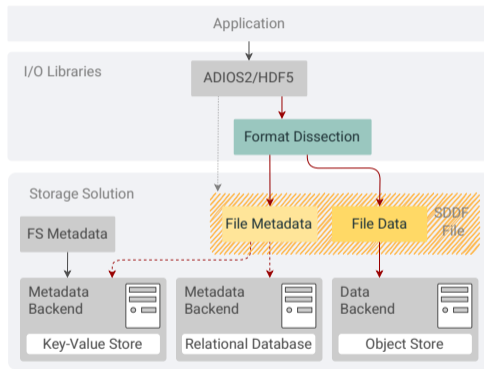 Application
I/O Libraries
ADIOS2/HDF5
Format Dissection
Storage Solution
FS Metadata
File Metadata
File Data
SDDF
File
Metadata
Backend
Key-Value Store
Metadata
Backend
Relational Database
Data
Backend
Object Store